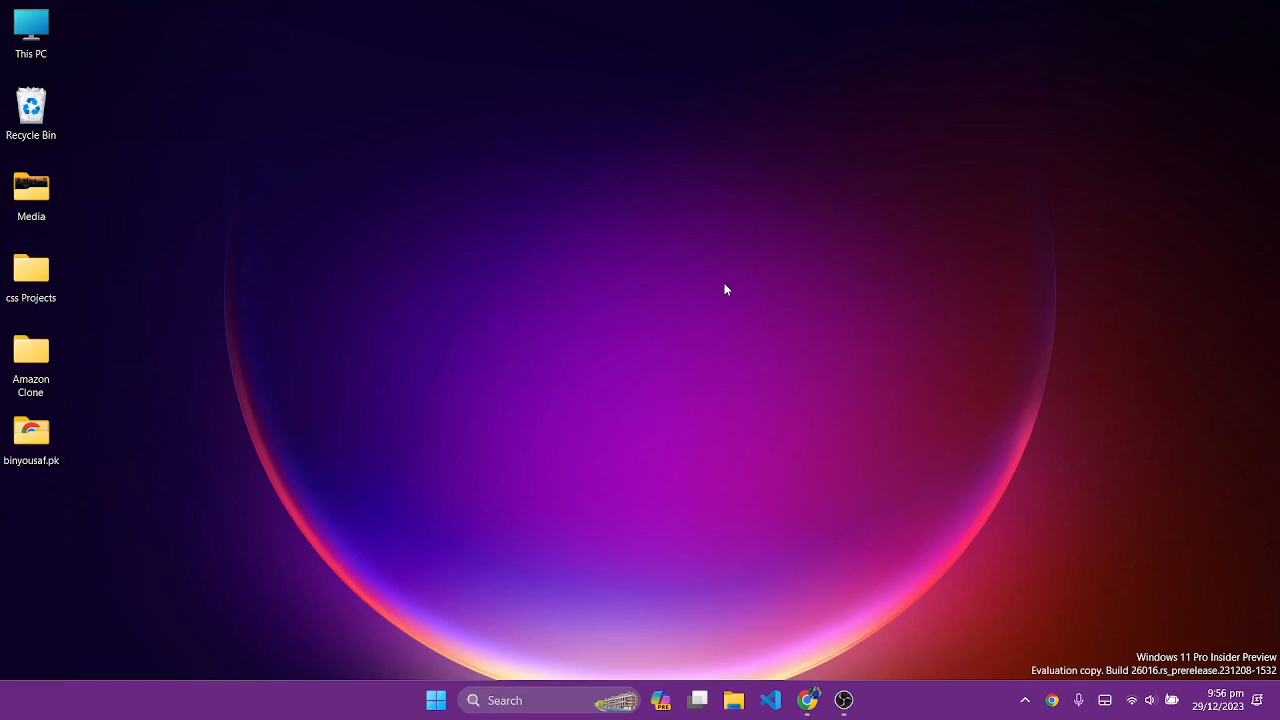 This PC
Recycle Bin
Media
css Projects
Amazon
Clone
binyousaf.pk
Windows 11 Pro Insider Preview
Evaluation copy. Build 26016.rs_prerelease.231208-1532
Search
PRE
9:56 pm
29/12/2023